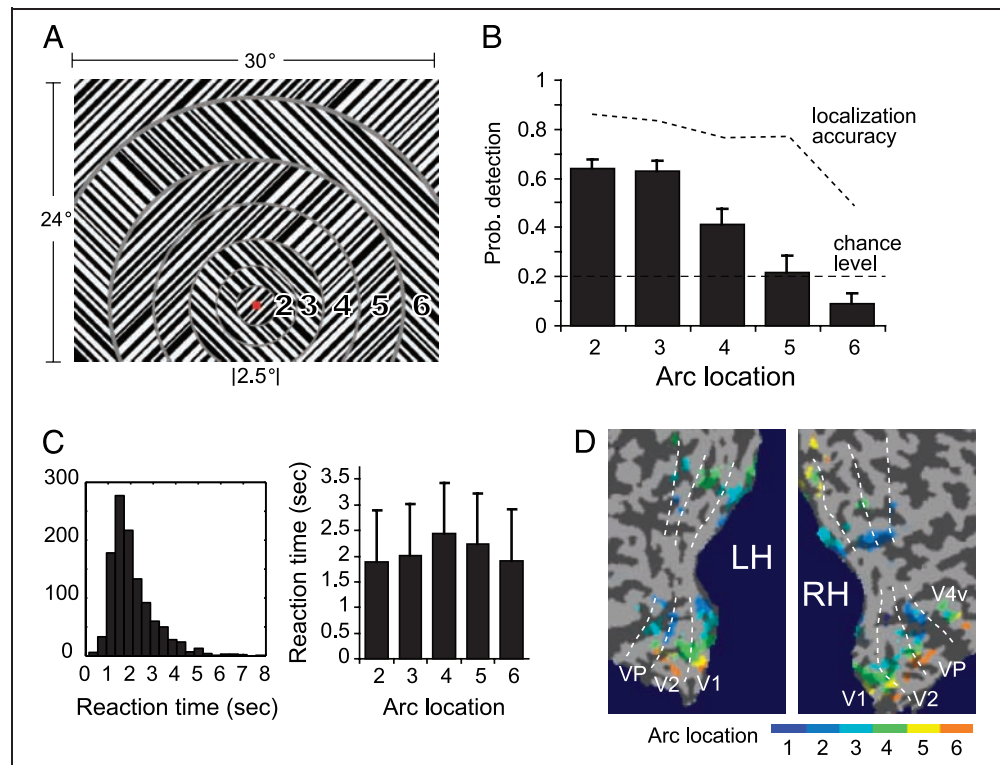 A
30°
24°
2 3 4 5 6
|2.5°|
B
Prob. detection
1
0.8
0.6
0.4
0.2
0
localization
accuracy
chance
level
2 3 4 5 6
Arc location
C
300
200
100
0
0 1 2 3 4 5 6 7 8
Reaction time (sec)
Reaction time (sec)
3.5
3
2.5
2
1.5
1
0.5
0
2 3 4 5 6
Arc location
D
LH
RH
VP
V2
V1
V4v
VP
V1
V2
Arc location
1 2 3 4 5 6